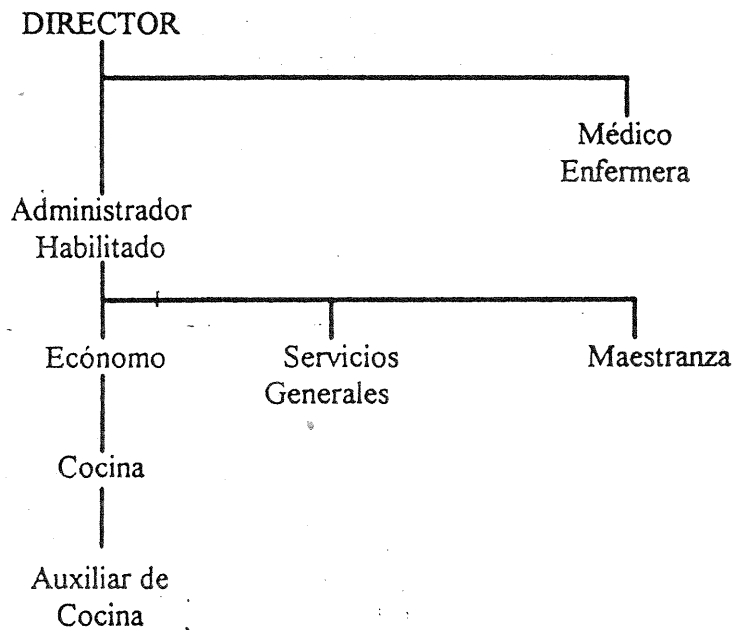 DIRECTOR
Médico
Enfermera
Administrador
Habilitado
Ecónomo
Servicios
Generales
Maestranza
Cocina
Auxiliar de
Cocina